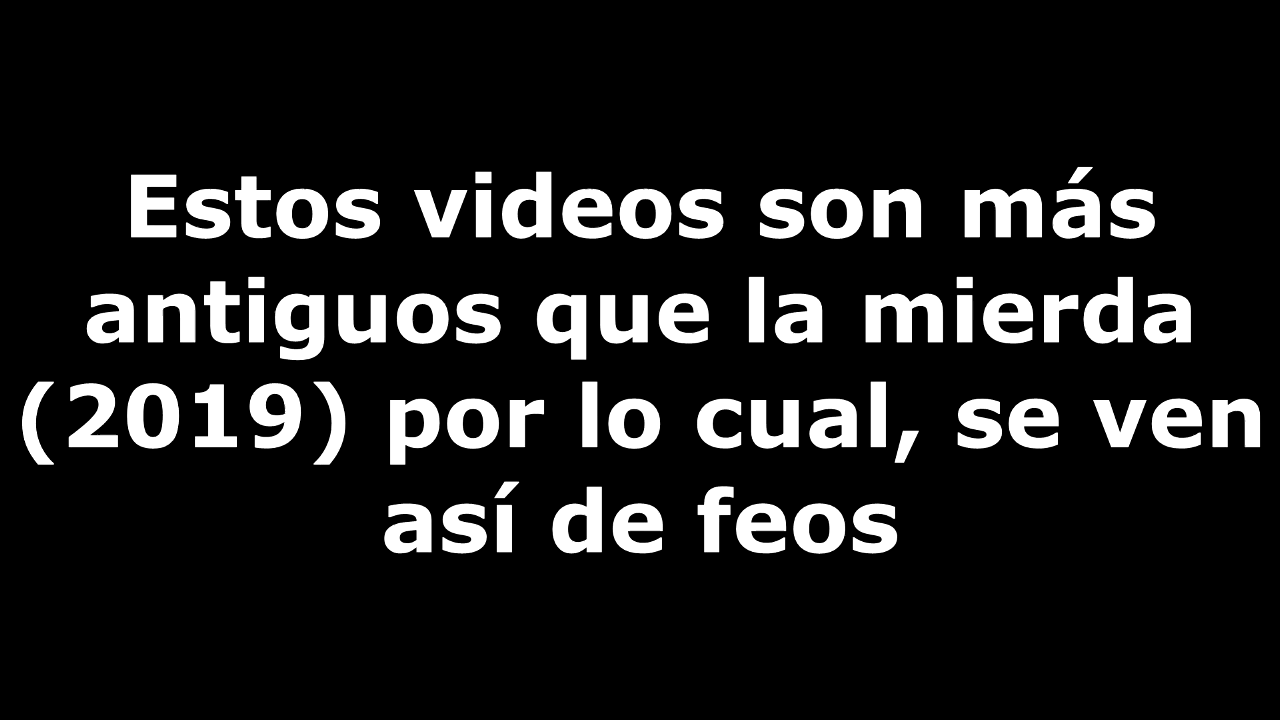 Estos videos son más
antiguos que la mierda
(2019) por lo cual, se ven
así de feos